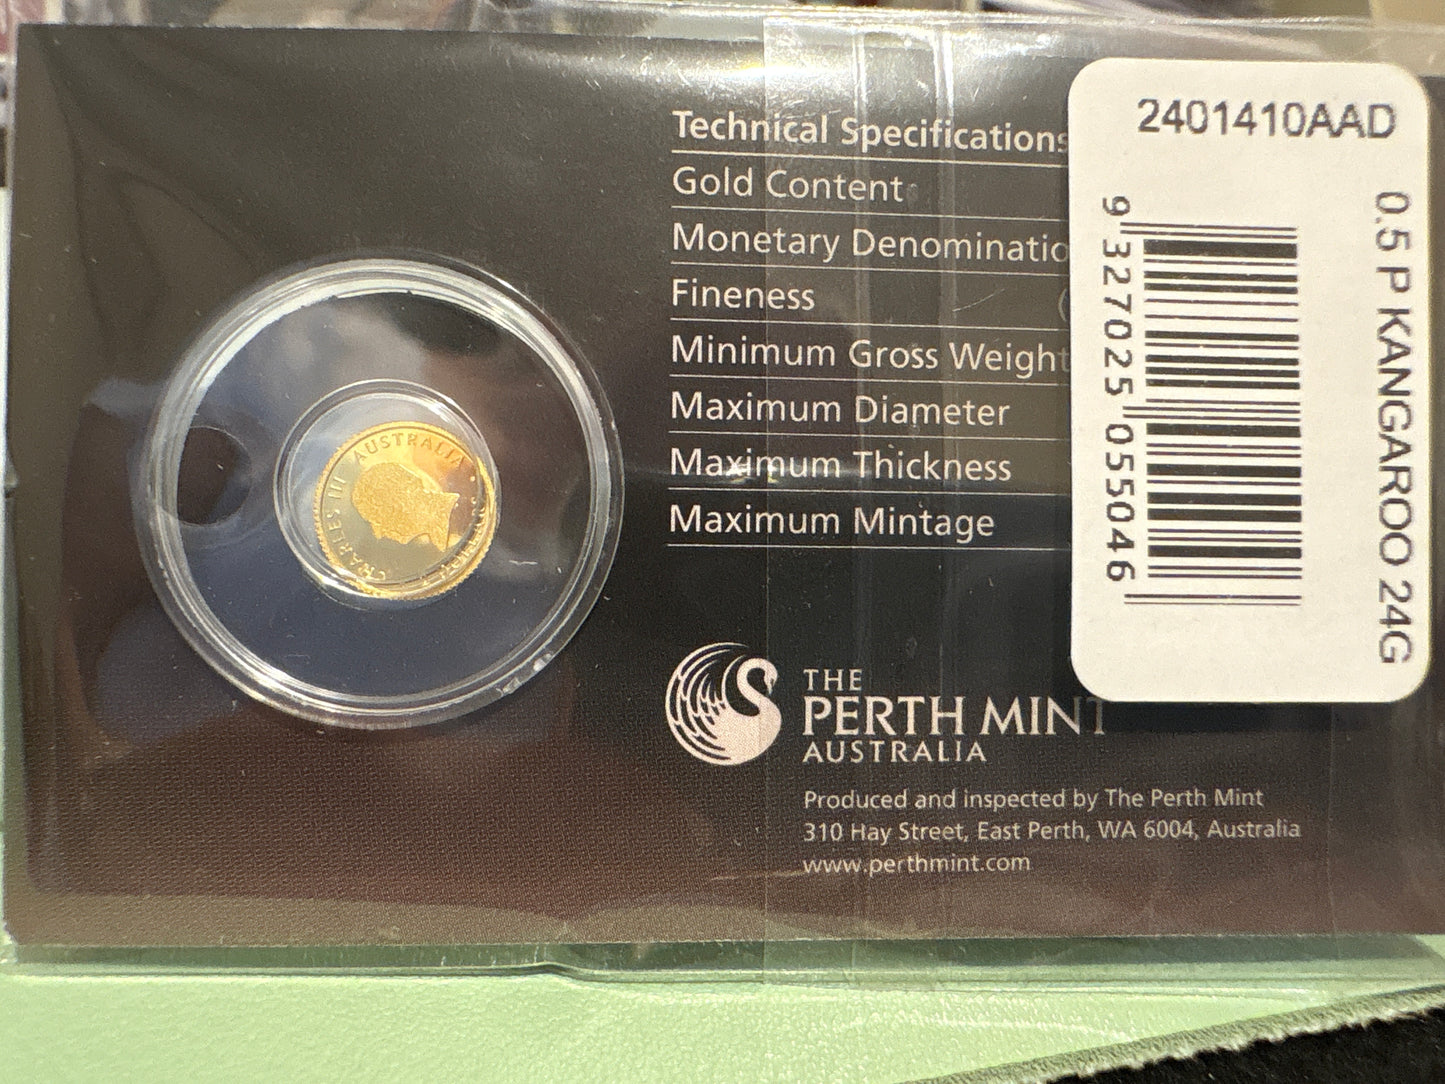 Technical Specifications
Gold Content
Monetary Denominatio
Fineness
Minimum Gross Weight
Maximum Diameter
Maximum Thickness
Maximum Mintage
THE
PERTH MINT
AUSTRALIA
Produced and inspected by The Perth Mint
310 Hay Street, East Perth, WA 6004, Australia
www.perthmint.com
2401410AAD
0.5 P KANGAROO 24G
9 327025 055046
CHARLES III AUSTRALIA